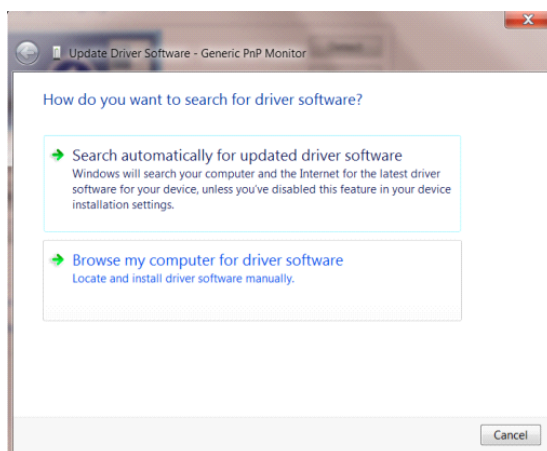 Update Driver Software - Generic PnP Monitor
How do you want to search for driver software?
Search automatically for updated driver software
Windows will search your computer and the Internet for the latest driver
software for your device, unless you've disabled this feature in your device
installation settings.
Browse my computer for driver software
Locate and install driver software manually.
Cancel